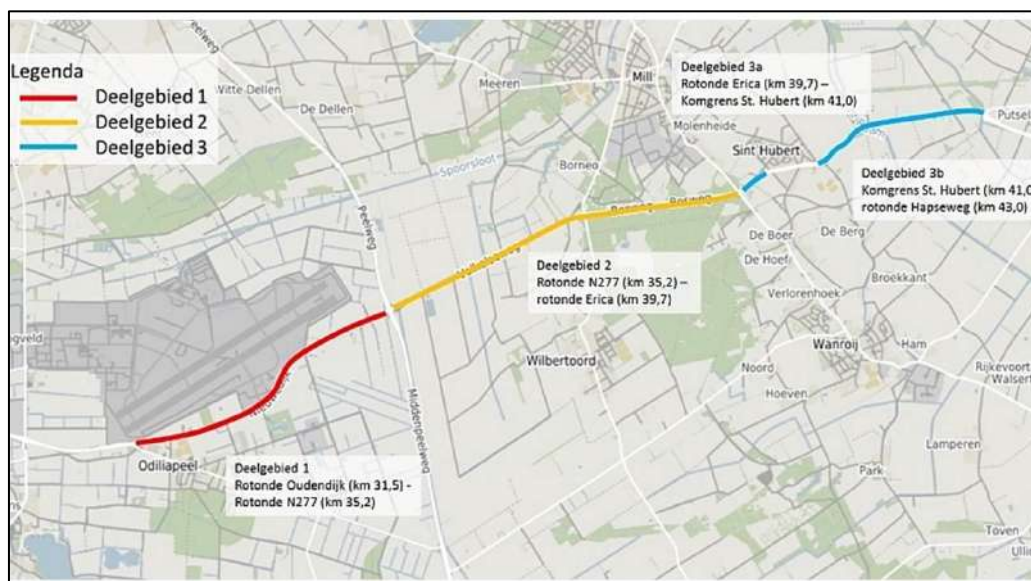 Legenda
Deelgebied 1
Deelgebied 2
Deelgebied 3
Deelgebied 3a
Rotonde Erica (km 39,7) –
Komgrens St. Hubert (km 41,0)
Deelgebied 3b
Komgrens St. Hubert (km 41,0
rotonde Hapseweg (km 43,0)
Deelgebied 2
Rotonde N277 (km 35,2) –
rotonde Erica (km 39,7)
Deelgebied 1
Rotonde Oudendijk (km 31,5) -
Rotonde N277 (km 35,2)
Peelweg
Witte Dellen
De Dellen
Meeren
Mill
Molenheide
Sint Hubert
Putsel
Spoorsloot
Borneo
Peelweg
De Boer
De Berg
De Hoef
Broekkant
Verlorenhoek
Wanroij
Ham
Wilbertoord
Noord
Hoeven
Rijkevoort
Walsert
Middenpeelweg
Odiliapeel
Lamperen
Park
Toven
Ullin